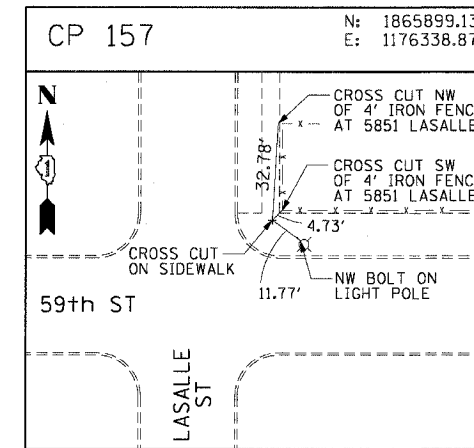 CP 157
N: 1865899.13
E: 1176338.87
N
1
CROSS CUT NW
OF 4' IRON FENC
AT 5851 LASALLE
32.78'
CROSS CUT SW
OF 4' IRON FENC
AT 5851 LASALLE
4.73'
CROSS CUT
ON SIDEWALK
11.77'
NW BOLT ON
LIGHT POLE
59th ST
LASALLE
ST